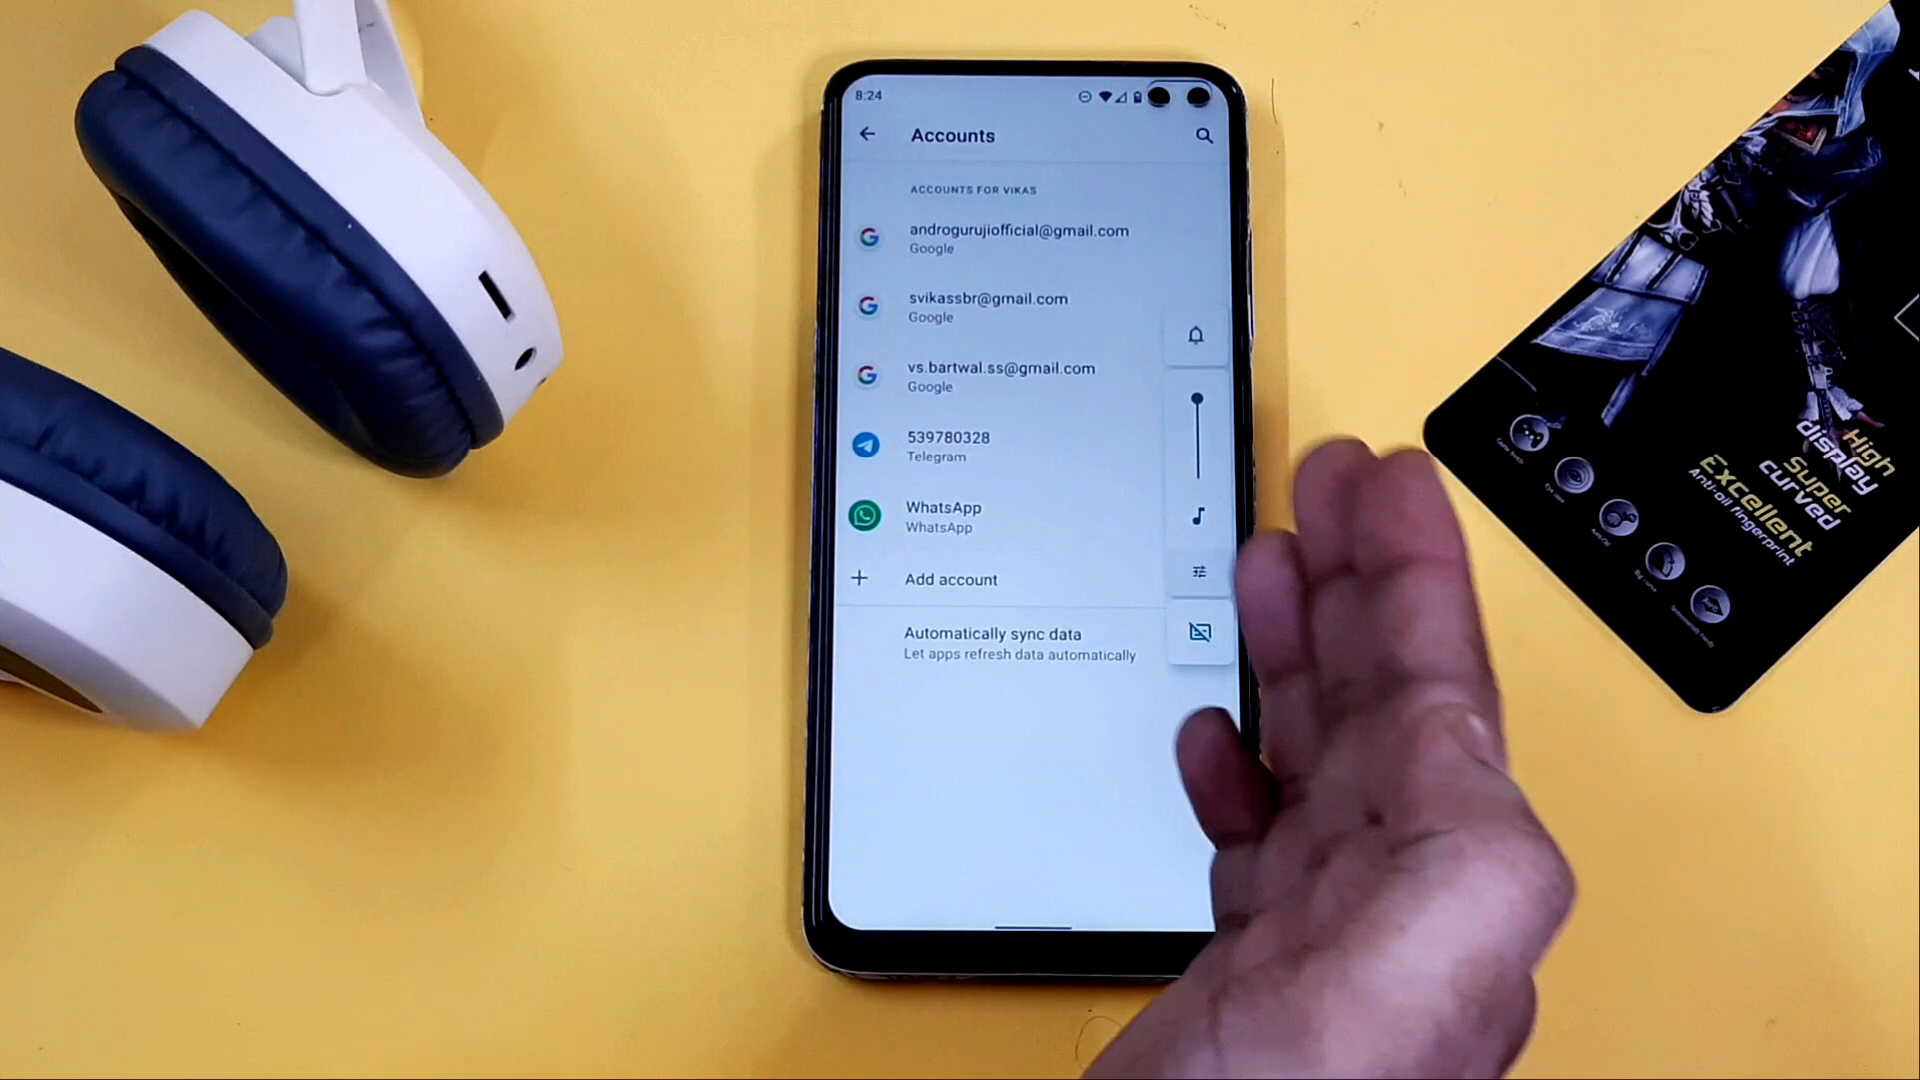 8:24
Accounts
ACCOUNTS FOR VIKAS
androgurujiofficial@gmail.com
Google
svikassbr@gmail.com
Google
vs.bartwal.ss@gmail.com
Google
539780328
Telegram
WhatsApp
WhatsApp
Add account
Automatically sync data
Let apps refresh data automatically
High
display
Super
curved
Excellent
Anti-oil fingerprint